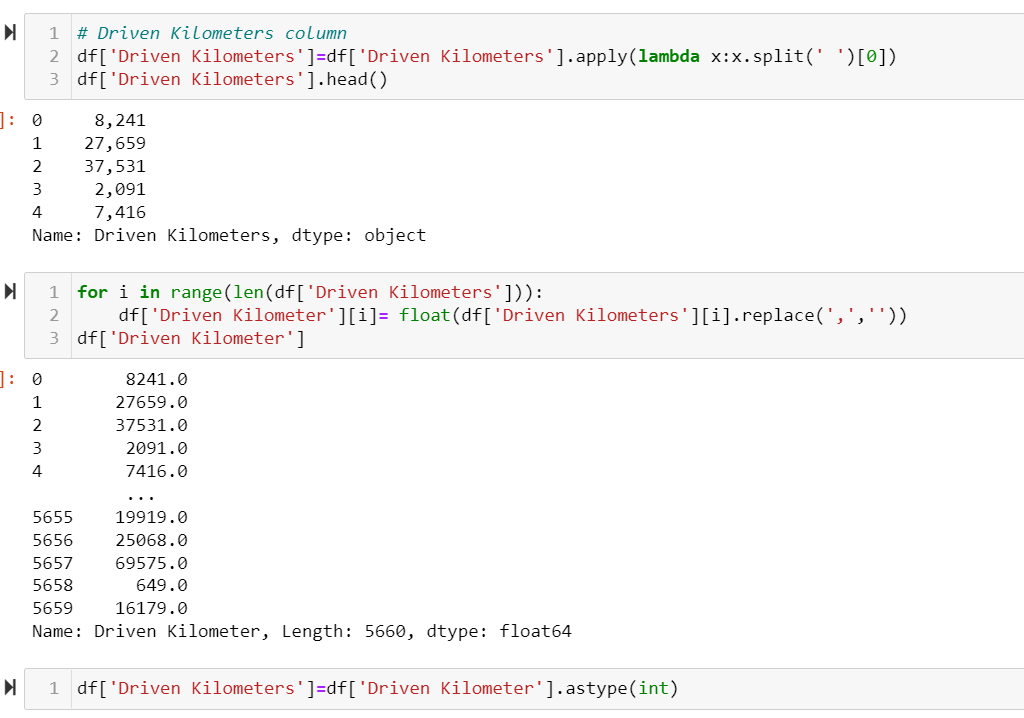 1 # Driven Kilometers column
2 df['Driven Kilometers']=df['Driven Kilometers'].apply(lambda x:x.split(' ')[0])
3 df['Driven Kilometers'].head()
]: 0 8,241
1 27,659
2 37,531
3 2,091
4 7,416
Name: Driven Kilometers, dtype: object
1 for i in range(len(df['Driven Kilometers'])):
2 df['Driven Kilometer'][i]= float(df['Driven Kilometers'][i].replace(',',''))
3 df['Driven Kilometer']
]: 0 8241.0
1 27659.0
2 37531.0
3 2091.0
4 7416.0
...
5655 19919.0
5656 25068.0
5657 69575.0
5658 649.0
5659 16179.0
Name: Driven Kilometer, Length: 5660, dtype: float64
1 df['Driven Kilometers']=df['Driven Kilometer'].astype(int)